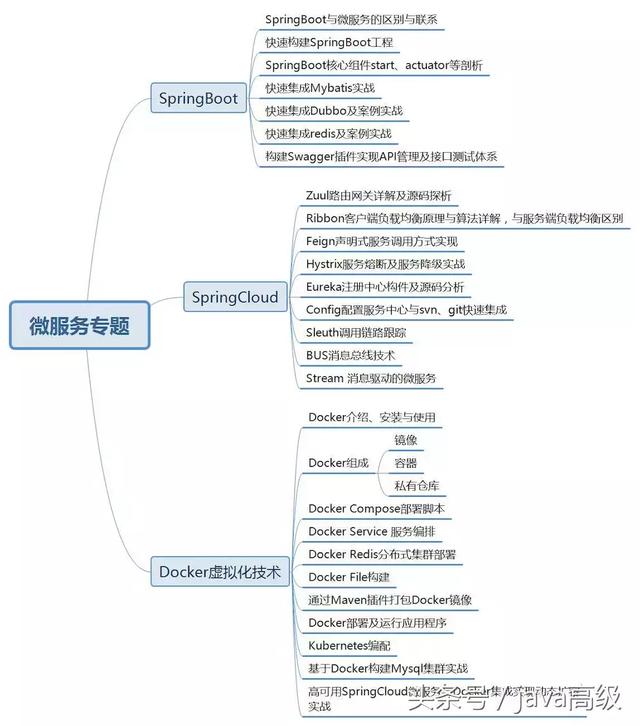 微服务专题
SpringBoot
SpringBoot与微服务的区别与联系
快速构建SpringBoot工程
SpringBoot核心组件start、actuator等剖析
快速集成Mybatis实战
快速集成Dubbo及案例实战
快速集成redis及案例实战
构建Swagger插件实现API管理及接口测试体系
SpringCloud
Zuul路由网关详解及源码探析
Ribbon客户端负载均衡原理与算法详解，与服务端负载均衡区别
Feign声明式服务调用方式实现
Hystrix服务熔断及服务降级实战
Eureka注册中心构件及源码分析
Config配置服务中心与svn、git快速集成
Sleuth调用链路跟踪
BUS消息总线技术
Stream 消息驱动的微服务
Docker虚拟化技术
Docker介绍、安装与使用
Docker组成
镜像
容器
私有仓库
Docker Compose部署脚本
Docker Service 服务编排
Docker Redis分布式集群部署
Docker File构建
通过Maven插件打包Docker镜像
Docker部署及运行应用程序
Kubernetes编配
基于Docker构建Mysql集群实战
高可用SpringCloud微服务与Docker集成实现动态
实战
头条号 / java高级